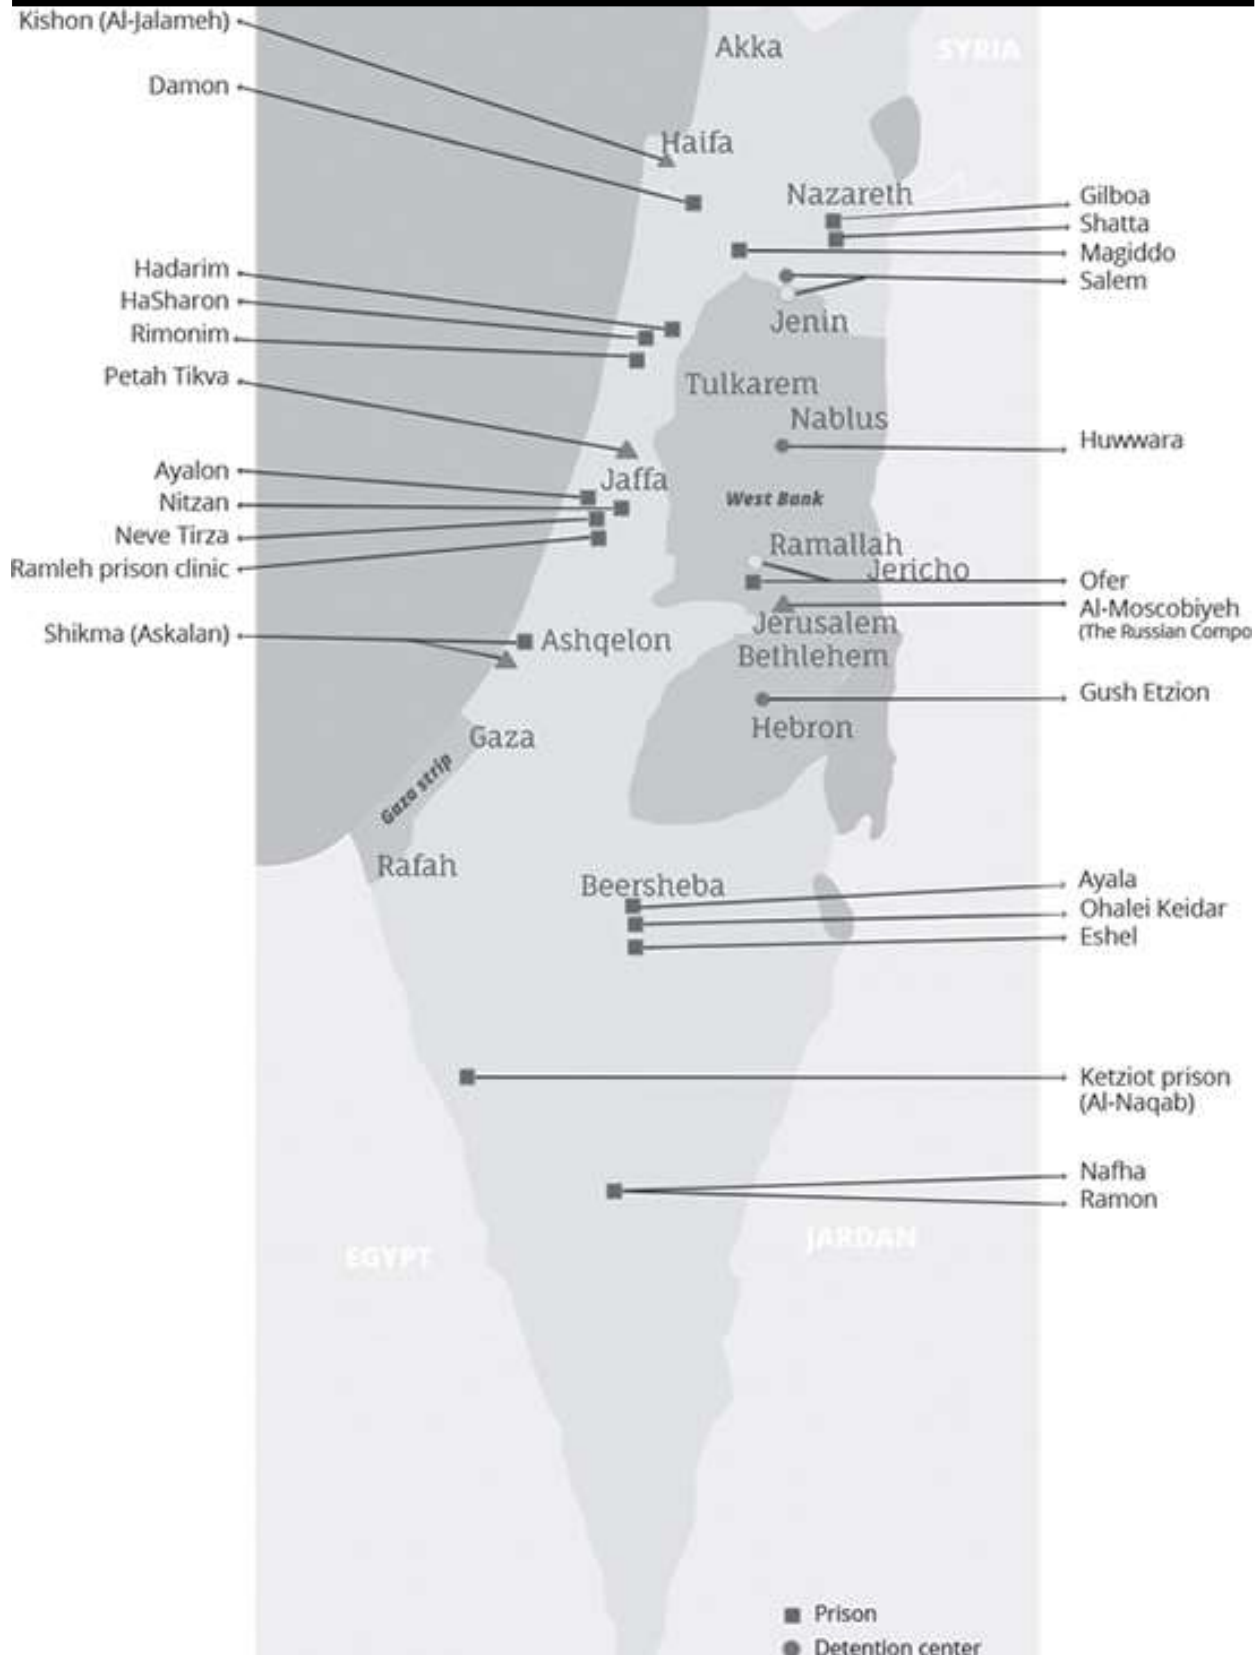 Kishon (Al-Jalameh)
Damon
Hadarim
HaSharon
Rimonim
Petah Tikva
Ayalon
Nitzan
Neve Tirza
Ramleh prison clinic
Shikma (Askalan)
Akka
SYRIA
Haifa
Nazareth
Jenin
Tulkarem
Nablus
Jaffa
West Bank
Ramallah
Jericho
Jerusalem
Ashqelon
Bethlehem
Hebron
Gaza
Gaza strip
Rafah
Beersheba
EGYPT
JARDAN
Gilboa
Shatta
Magiddo
Salem
Huwwara
Ofer
Al-Moscobiyeh
(The Russian Compo
Gush Etzion
Ayala
Ohalei Keidar
Eshel
Ketziot prison
(Al-Naqab)
Nafha
Ramon
Prison
Detention center